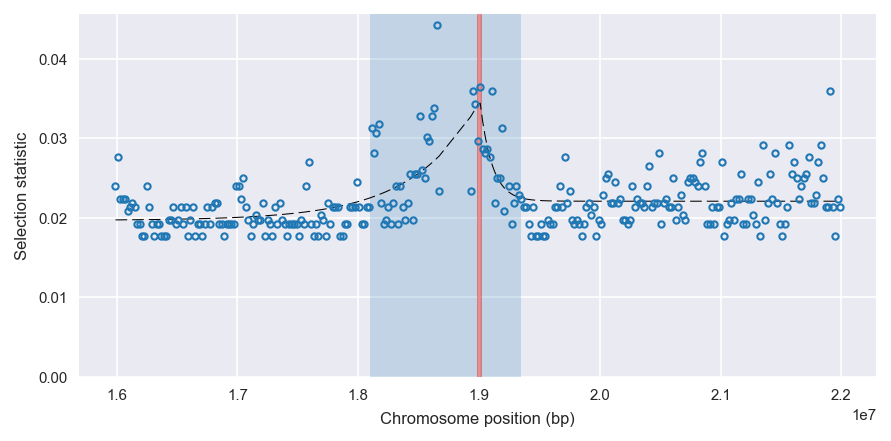 0.04
0.03
0.02
0.01
0.00
Selection statistic
1.6 1.7 1.8 1.9 2.0 2.1 2.2
1e7
Chromosome position (bp)